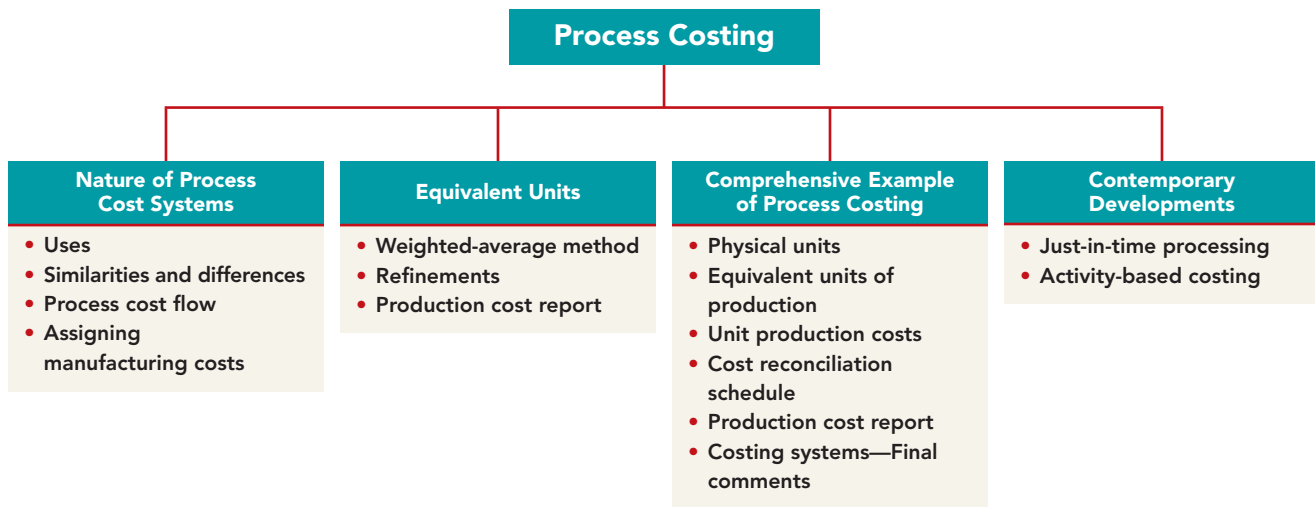 Process Costing
Nature of Process
Cost Systems
• Uses
• Similarities and differences
• Process cost flow
• Assigning
manufacturing costs
Equivalent Units
• Weighted-average method
• Refinements
• Production cost report
Comprehensive Example
of Process Costing
• Physical units
• Equivalent units of
production
• Unit production costs
• Cost reconciliation
schedule
• Production cost report
• Costing systems—Final
comments
Contemporary
Developments
• Just-in-time processing
• Activity-based costing